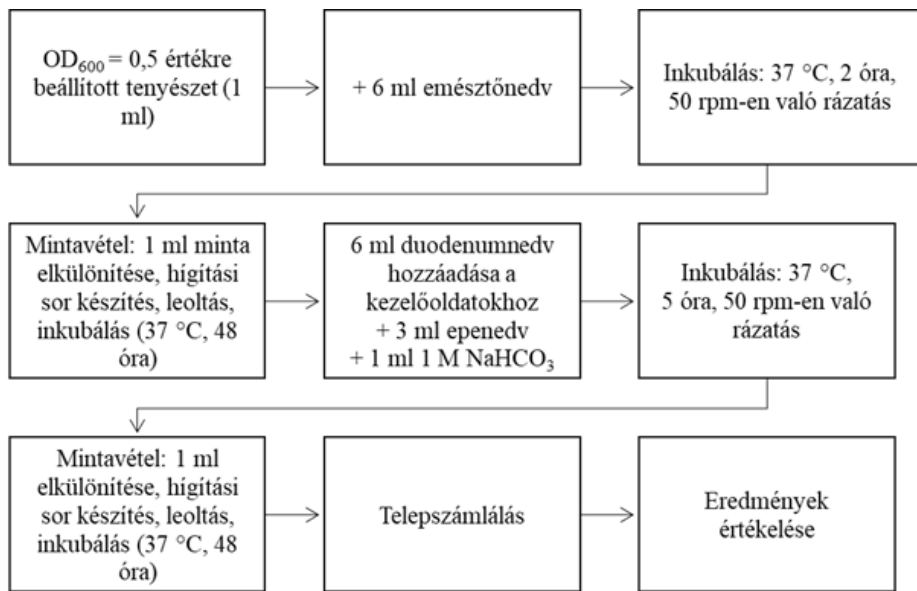 OD₆₀₀ = 0,5 értékre
beállított tenyészet (1
ml)
+ 6 ml emésztőnedv
Inkubálás: 37 °C, 2 óra,
50 rpm-en való rázatás
Mintavétel: 1 ml minta
elkülönítése, hígítási
sor készítés, leoltás,
inkubálás (37 °C, 48
óra)
6 ml duodenumnedv
hozzáadása a
kezelőoldatokhoz
+ 3 ml epenedv
+ 1 ml 1 M NaHCO₃
Inkubálás: 37 °C,
5 óra, 50 rpm-en való
rázatás
Mintavétel: 1 ml
elkülönítése, hígítási
sor készítés, leoltás,
inkubálás (37 °C, 48
óra)
Telepszámlálás
Eredmények
értékelése